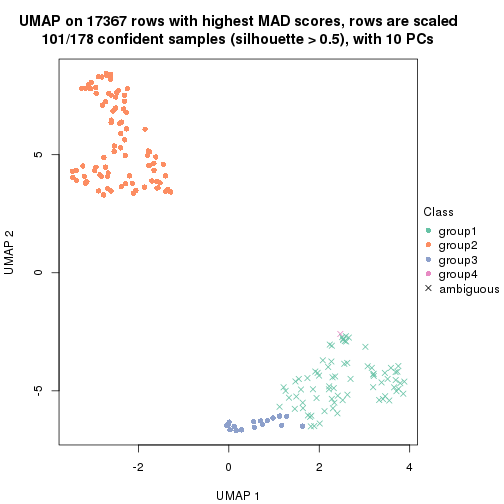 UMAP on 17367 rows with highest MAD scores, rows are scaled
101/178 confident samples (silhouette > 0.5), with 10 PCs
5
0
-5
UMAP 2
-2
0
2
4
UMAP 1
Class
group1
group2
group3
group4
ambiguous